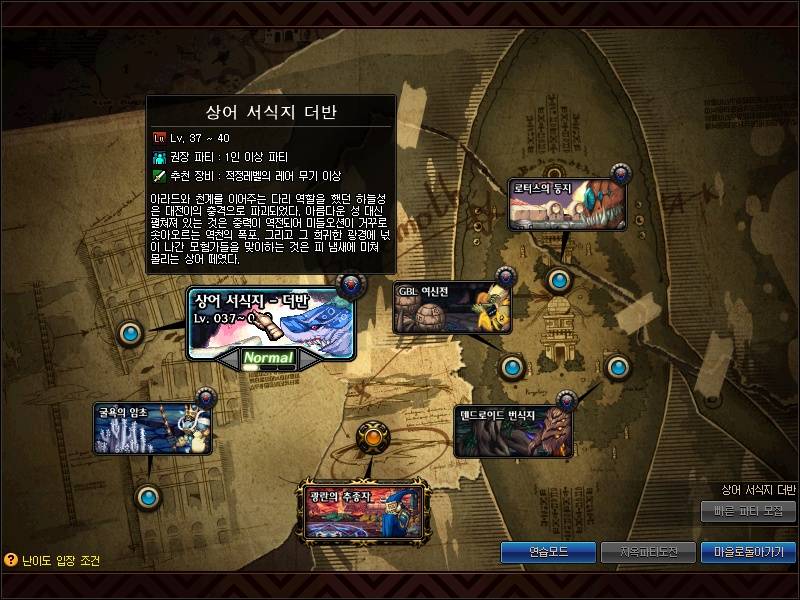 상어 서식지 더반
Lv Lv. 37 ~ 40
권장 파티 : 1인 이상 파티
추천 장비 : 적정레벨의 레어 무기 이상
아라드와 천계를 이어주는 다리 역할을 했던 하늘성
은 대전이의 충격으로 파괴되었다. 아름다운 성 대신
펼쳐져 있는 것은 중력이 역전되어 미들오션이 거꾸로
솟아오르는 역천의 폭포. 그리고 그 희귀한 광경에 넋
이 나간 모험가들을 맞이하는 것은 피 냄새에 미쳐
몰리는 상어 떼였다.
로터스의 둥지
GBL 여신전
상어 서식지 - 더반
Lv. 037~0
Normal
굴욕의 암초
맨드로이드 번식지
광란의 추종자
상어 서식지 더반
빠른 파티 모집
? 난이도 입장 조건
연습모드
지옥파티도전
마을로돌아가기